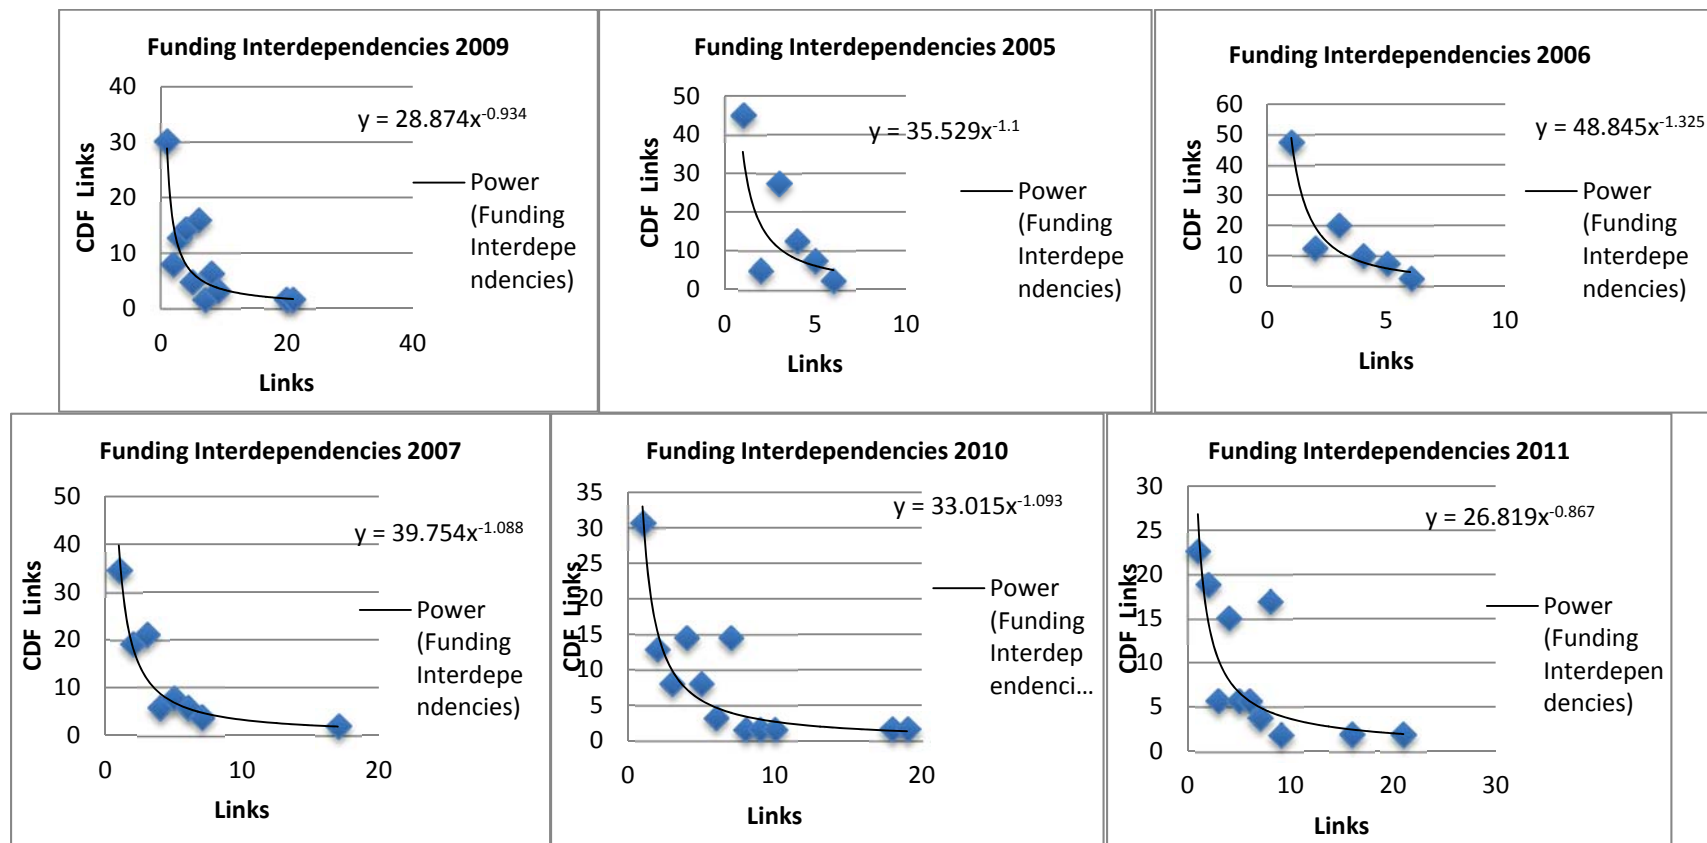 Funding Interdependencies 2009
40
30
20
10
0
0
20
40
CDF Links
Links
y = 28.874x^-0.934
Power
(Funding
Interdepe
ndencies)
Funding Interdependencies 2005
50
40
30
20
10
0
0
5
10
CDF Links
Links
y = 35.529x^-1.1
Power
(Funding
Interdepe
ndencies)
Funding Interdependencies 2006
60
50
40
30
20
10
0
0
5
10
CDF Links
Links
y = 48.845x^-1.325
Power
(Funding
Interdepe
ndencies)
Funding Interdependencies 2007
50
40
30
20
10
0
0
10
20
CDF Links
Links
y = 39.754x^-1.088
Power
(Funding
Interdepe
ndencies)
Funding Interdependencies 2010
35
30
25
20
15
10
5
0
0
10
20
CDF Links
Links
y = 33.015x^-1.093
Power
(Funding
Interdep
endenci...
Funding Interdependencies 2011
30
25
20
15
10
5
0
0
10
20
30
CDF Links
Links
y = 26.819x^-0.867
Power
(Funding
Interdepen
dencies)